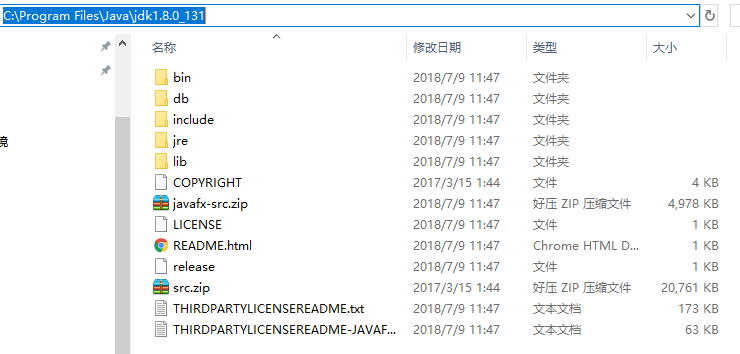 C:\Program Files\Java\jdk1.8.0_131
名称 修改日期 类型 大小
bin 2018/7/9 11:47 文件夹
db 2018/7/9 11:47 文件夹
include 2018/7/9 11:47 文件夹
境
jre 2018/7/9 11:47 文件夹
lib 2018/7/9 11:47 文件夹
COPYRIGHT 2017/3/15 1:44 文件 4 KB
javafx-src.zip 2018/7/9 11:47 好压 ZIP 压缩文件 4,978 KB
LICENSE 2018/7/9 11:47 文件 1 KB
README.html 2018/7/9 11:47 Chrome HTML D... 1 KB
release 2018/7/9 11:47 文件 1 KB
src.zip 2017/3/15 1:44 好压 ZIP 压缩文件 20,761 KB
THIRDPARTYLICENSEREADME.txt 2018/7/9 11:47 文本文档 173 KB
THIRDPARTYLICENSEREADME-JAVAF... 2018/7/9 11:47 文本文档 63 KB